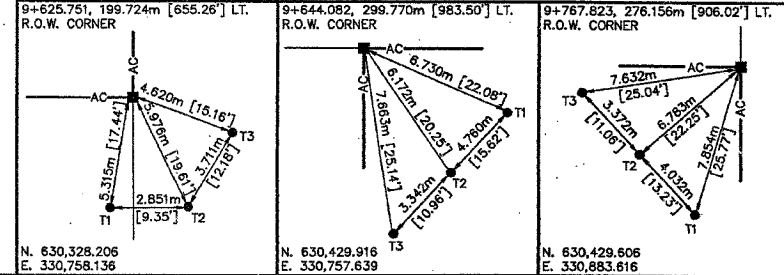 9+625.751, 199.724m [655.26'] LT.
R.O.W. CORNER
AC
AC
4.620m [15.16']
5.976m [19.61']
5.315m [17.44']
3.711m [12.18']
2.851m [9.35']
T3
T1
T2
N. 630,328.206
E. 330,758.136
9+644.082, 299.770m [983.50'] LT.
R.O.W. CORNER
AC
AC
6.730m [22.08']
6.172m [20.25']
7.663m [25.14']
4.760m [15.62']
3.342m [10.96']
T1
T2
T3
N. 630,429.916
E. 330,757.639
9+767.823, 276.156m [906.02'] LT.
R.O.W. CORNER
AC
AC
7.632m [25.04']
6.783m [22.25']
7.854m [25.77']
3.372m [11.06']
4.032m [13.23']
T3
T2
T1
N. 630,429.606
E. 330,883.616